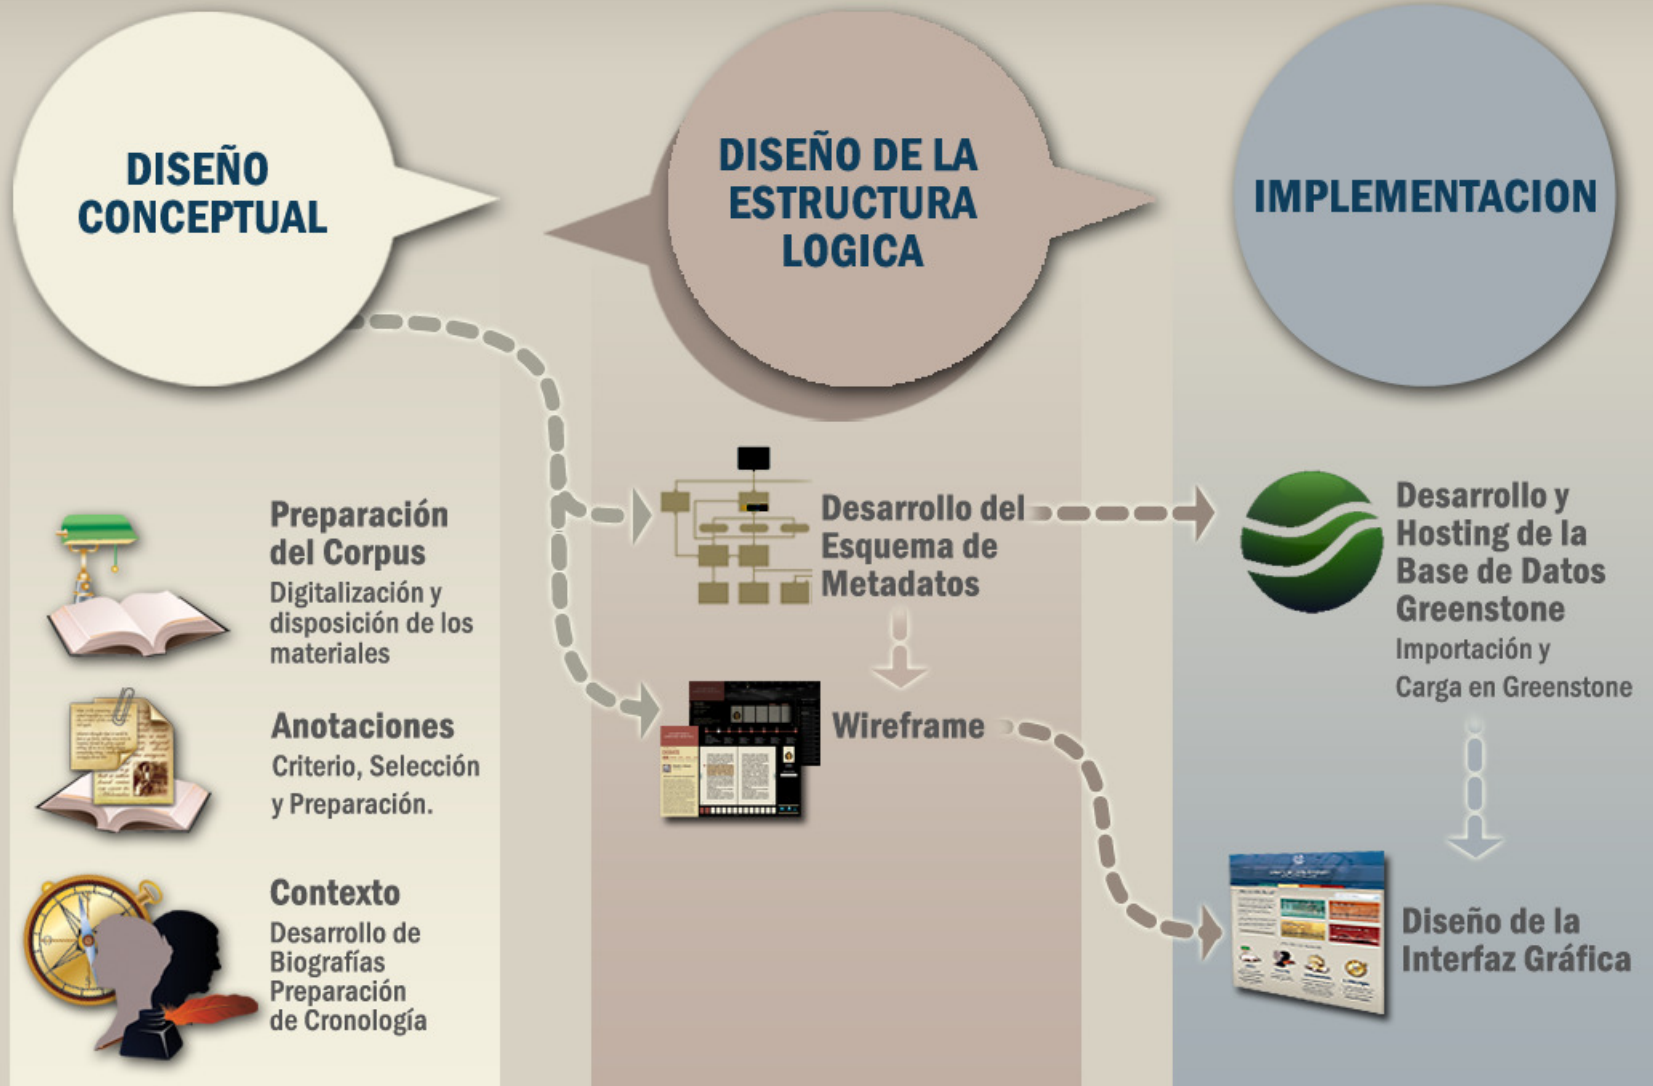 DISEÑO
CONCEPTUAL
DISEÑO DE LA
ESTRUCTURA
LOGICA
IMPLEMENTACION
Preparación
del Corpus
Digitalización y
disposición de los
materiales
Anotaciones
Criterio, Selección
y Preparación.
Contexto
Desarrollo de
Biografías
Preparación
de Cronología
Desarrollo del
Esquema de
Metadatos
Wireframe
Desarrollo y
Hosting de la
Base de Datos
Greenstone
Importación y
Carga en Greenstone
Diseño de la
Interfaz Gráfica